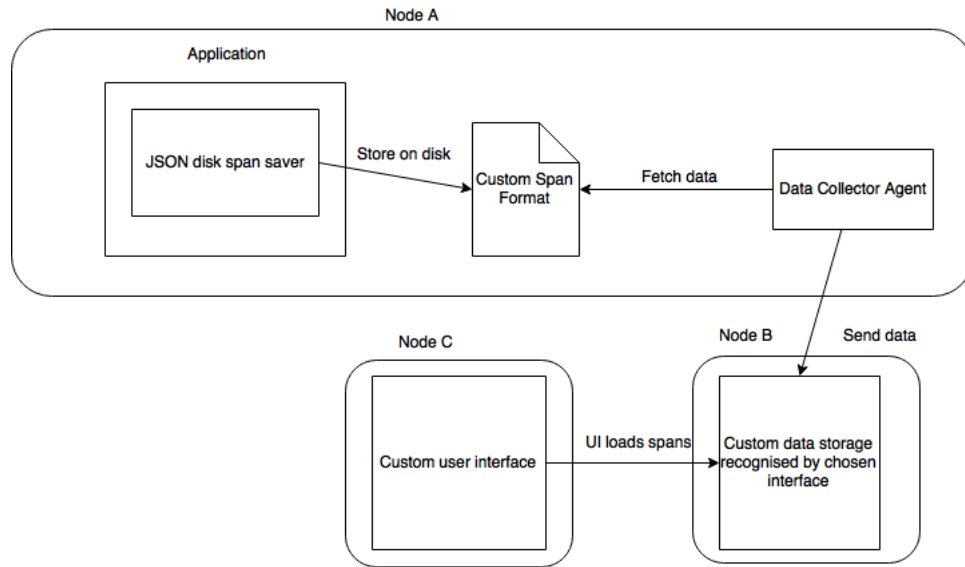 Node A
Application
JSON disk span saver
Store on disk
Custom Span
Format
Fetch data
Data Collector Agent
Node C
Node B
Send data
Custom user interface
UI loads spans
Custom data storage
recognised by chosen
interface